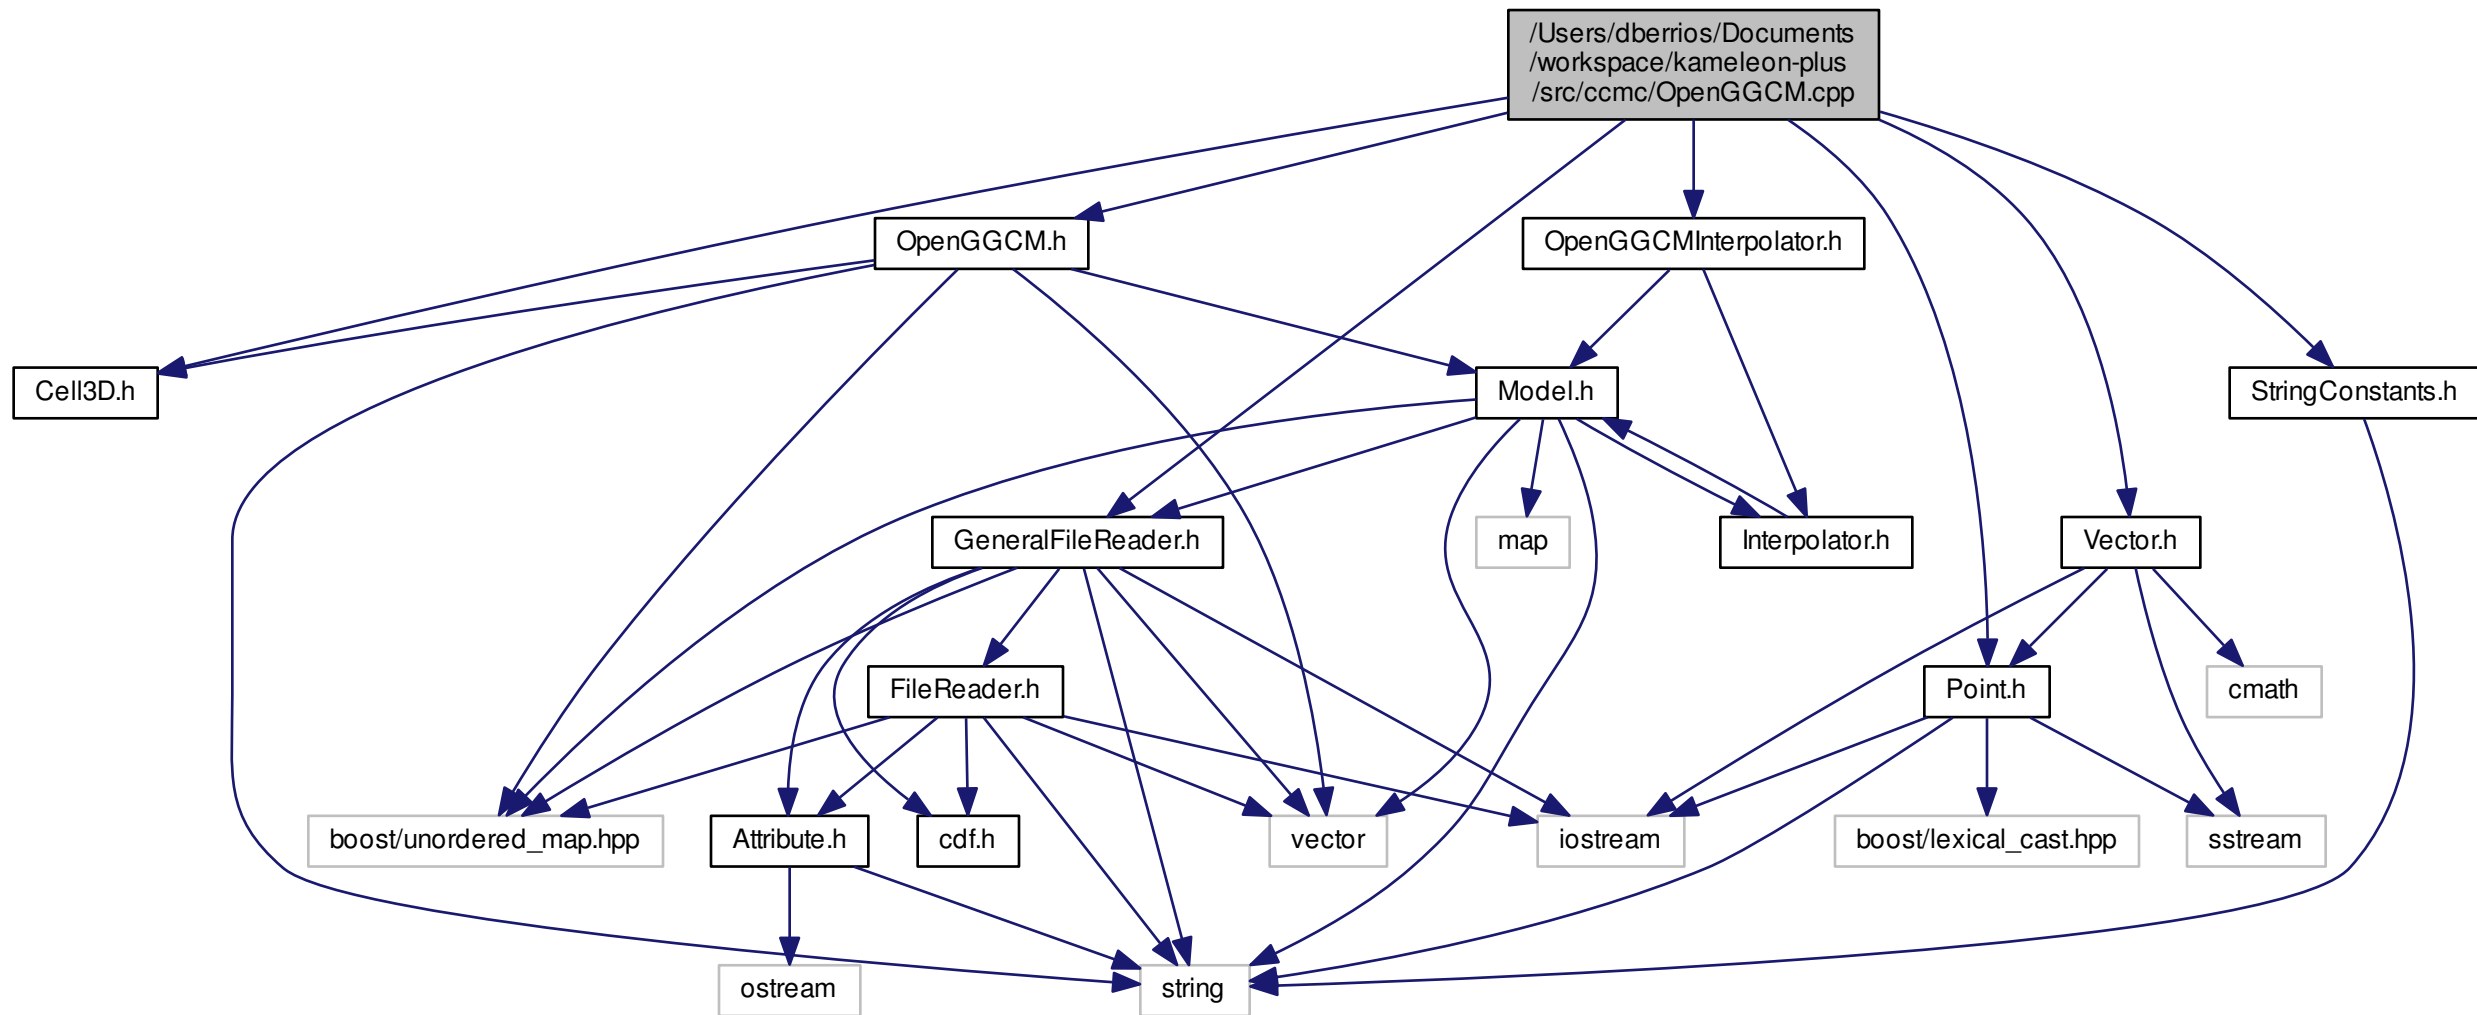 /Users/dberrios/Documents
/workspace/kameleon-plus
/src/ccmc/OpenGGCM.cpp
OpenGGCM.h
OpenGGCMInterpolator.h
Cell3D.h
Model.h
StringConstants.h
GeneralFileReader.h
map
Interpolator.h
Vector.h
FileReader.h
Point.h
cmath
boost/unordered_map.hpp
Attribute.h
cdf.h
vector
iostream
boost/lexical_cast.hpp
sstream
ostream
string